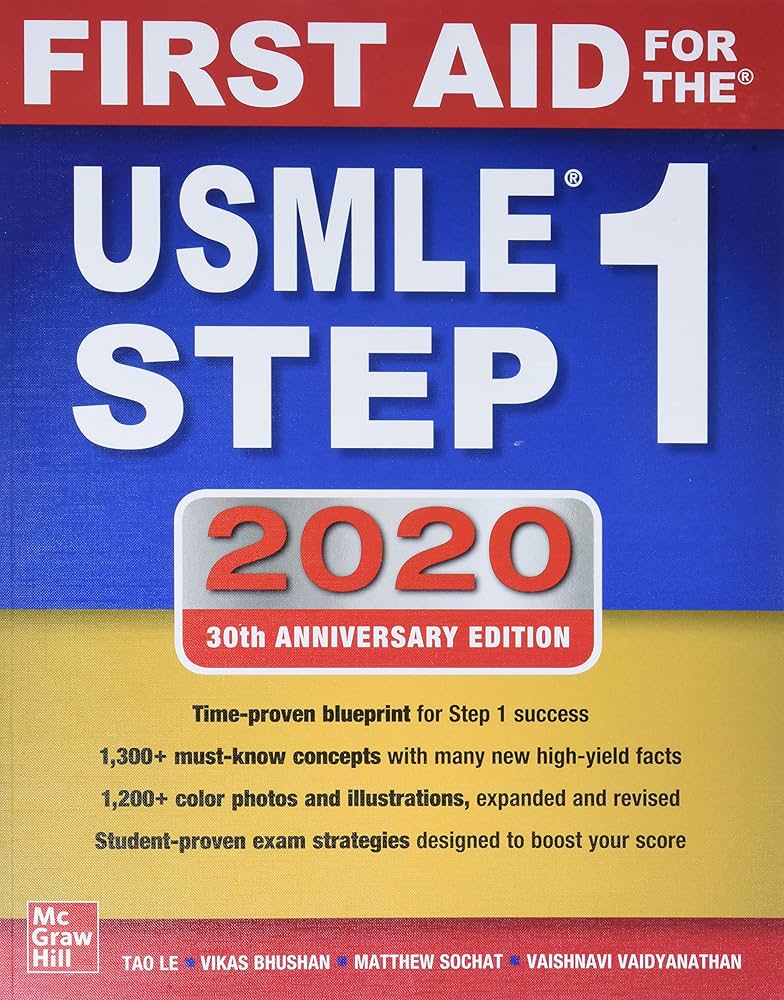 FIRST AID FOR THE®
USMLE® STEP 1
2020
30th ANNIVERSARY EDITION
Time-proven blueprint for Step 1 success
1,300+ must-know concepts with many new high-yield facts
1,200+ color photos and illustrations, expanded and revised
Student-proven exam strategies designed to boost your score
Mc
Graw
Hill
TAO LE ▪ VIKAS BHUSHAN ▪ MATTHEW SOCHAT ▪ VAISHNAVI VAIDYANATHAN